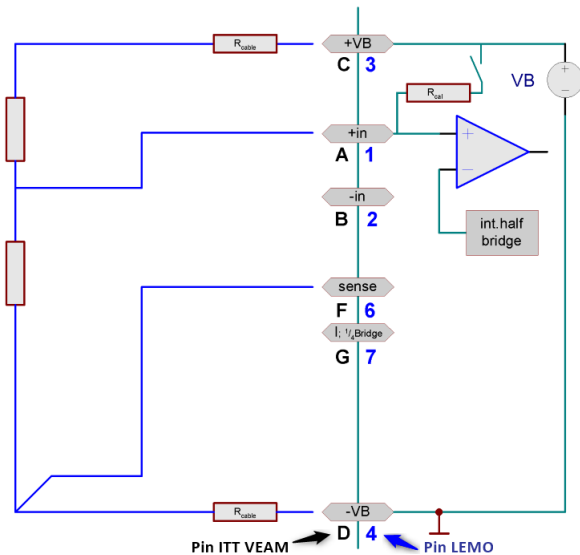 Rcable
+VB
C 3
VB
Rcal
+in
A 1
+
−
-in
B 2
int.half
bridge
sense
F 6
I; 1/4Bridge
G 7
Rcable
-VB
D 4
Pin ITT VEAM
Pin LEMO